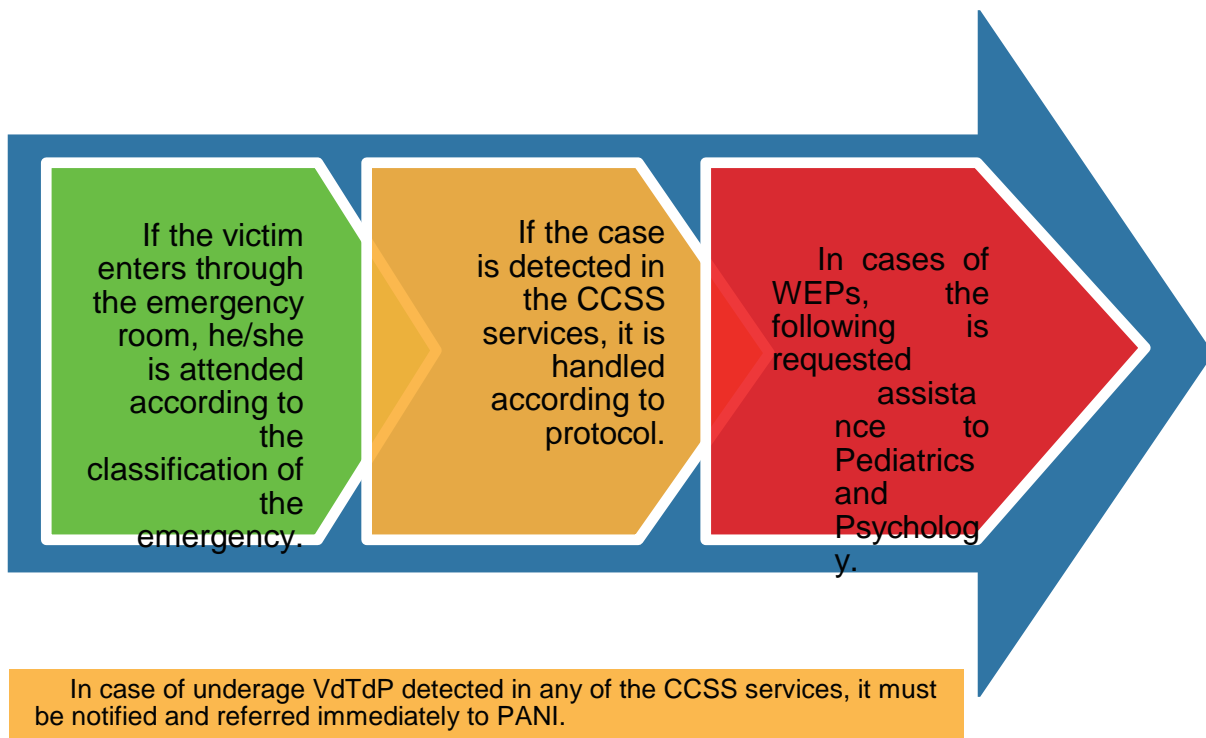 If the victim
enters through
the emergency
room, he/she
is attended
according to
the
classification of
the
emergency.
If the case
is detected in
the CCSS
services, it is
handled
according to
protocol.
In cases of
WEPs, the
following is
requested
assista
nce to
Pediatrics
and
Psycholog
y.
In case of underage VdTdP detected in any of the CCSS services, it must
be notified and referred immediately to PANI.